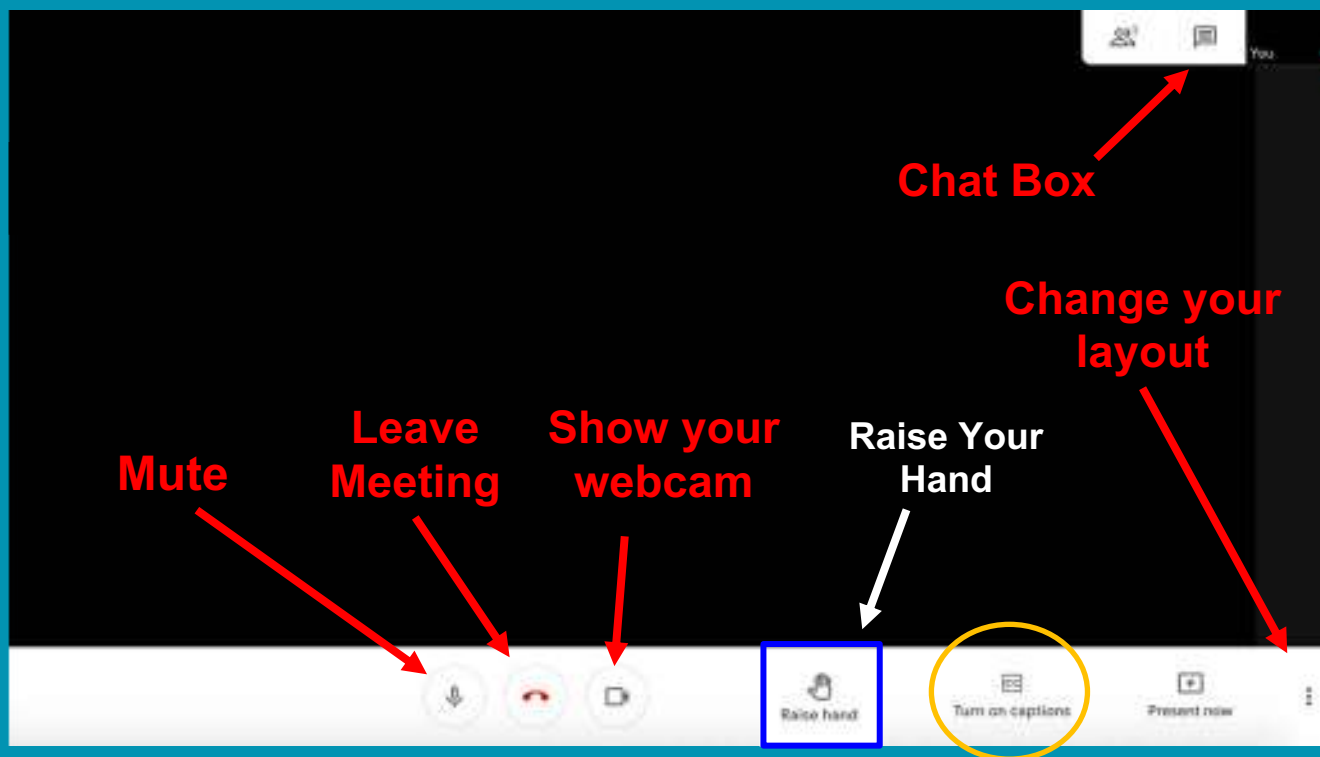 You
Chat Box
Change your
layout
Leave
Meeting
Show your
webcam
Raise Your
Hand
Mute
Raise hand
CC
Turn on captions
Present now